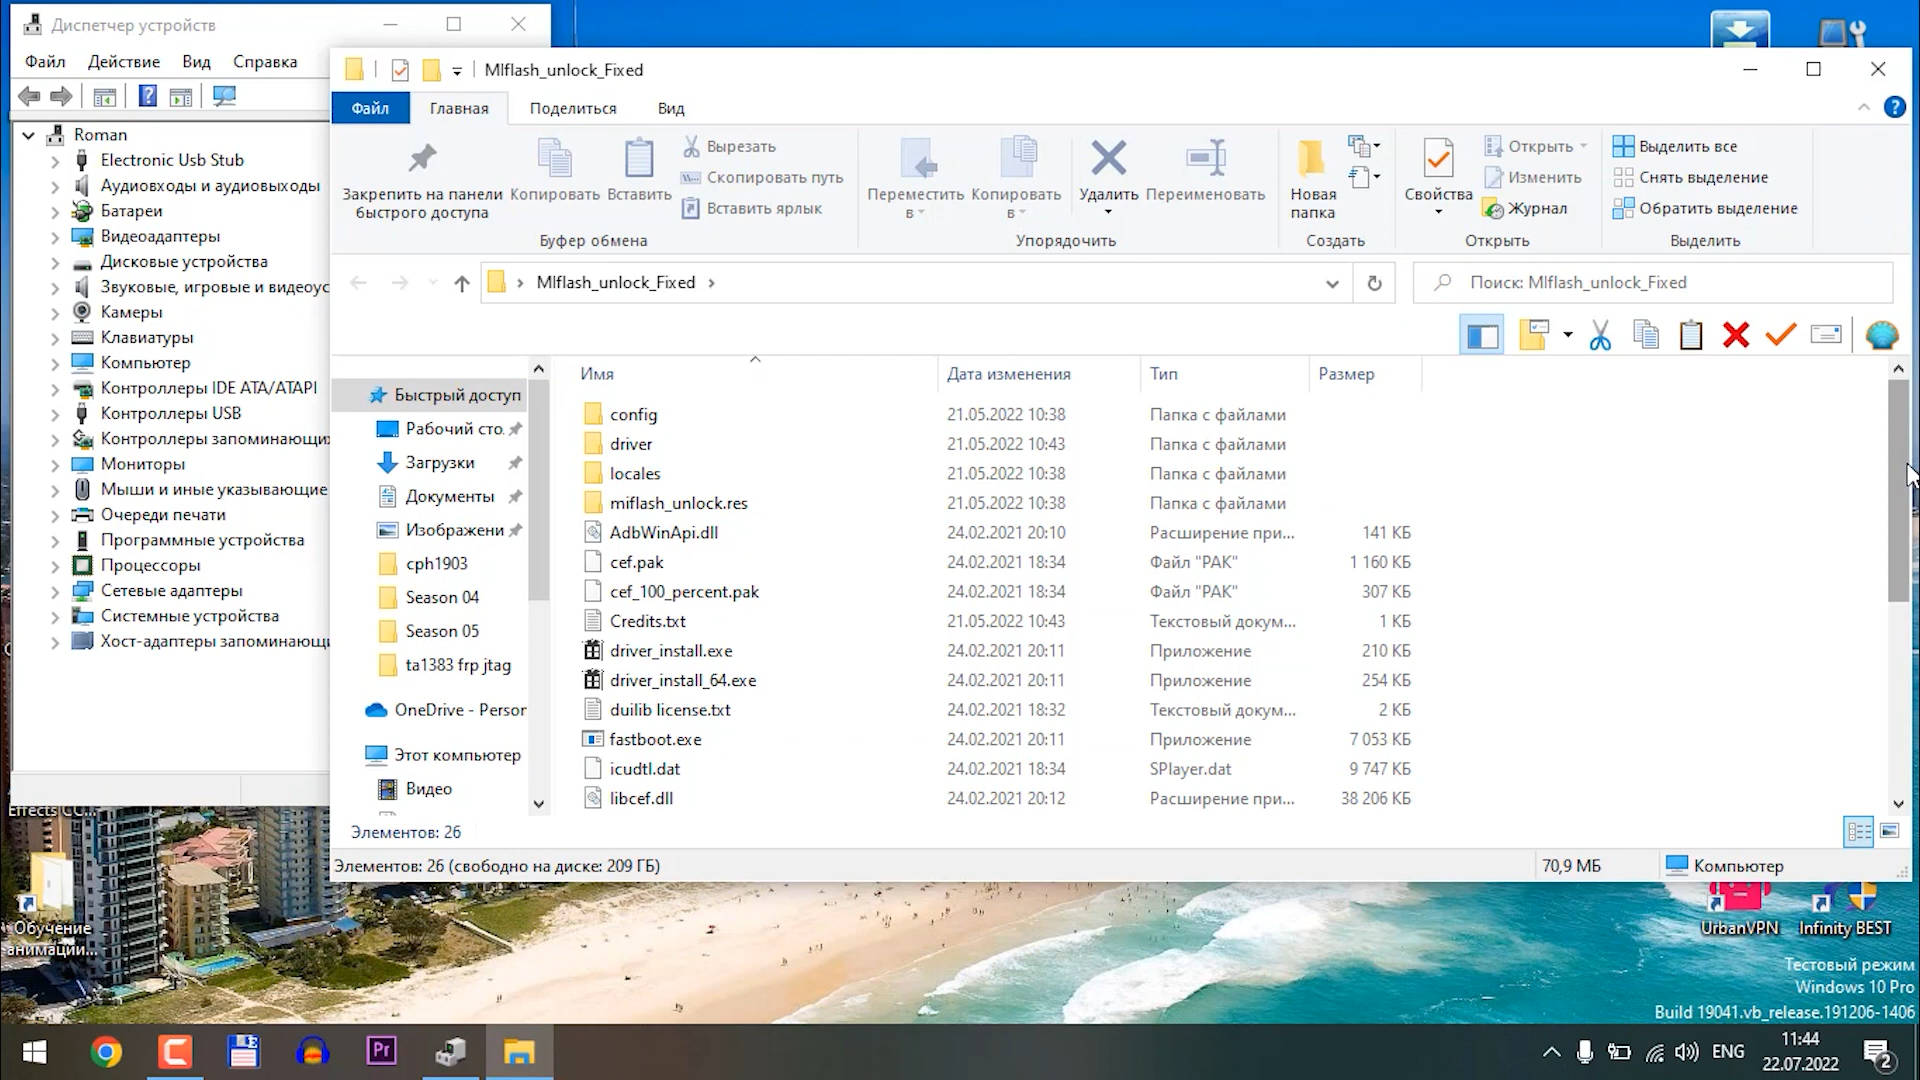 Диспетчер устройств
Файл Действие Вид Справка
Roman
Electronic Usb Stub
Аудиовходы и аудиовыходы
Батареи
Видеоадаптеры
Дисковые устройства
Звуковые, игровые и видеоус
Камеры
Клавиатуры
Компьютер
Контроллеры IDE ATA/ATAPI
Контроллеры USB
Контроллеры запоминающи
Мониторы
Мыши и иные указывающие
Очереди печати
Программные устройства
Процессоры
Сетевые адаптеры
Системные устройства
Хост-адаптеры запоминающи
MIflash_unlock_Fixed
Файл Главная Поделиться Вид
Закрепить на панели
быстрого доступа
Копировать
Вставить
Вырезать
Скопировать путь
Вставить ярлык
Буфер обмена
Переместить
в
Копировать
в
Удалить
Переименовать
Упорядочить
Новая
папка
Создать
Свойства
Открыть
Изменить
Журнал
Открыть
Выделить все
Снять выделение
Обратить выделение
Выделить
MIflash_unlock_Fixed
Поиск: MIflash_unlock_Fixed
Быстрый доступ
Рабочий сто.
Загрузки
Документы
Изображени
cph1903
Season 04
Season 05
ta1383 frp jtag
OneDrive - Person
Этот компьютер
Видео
Имя Дата изменения Тип Размер
config 21.05.2022 10:38 Папка с файлами
driver 21.05.2022 10:43 Папка с файлами
locales 21.05.2022 10:38 Папка с файлами
miflash_unlock.res 21.05.2022 10:38 Папка с файлами
AdbWinApi.dll 24.02.2021 20:10 Расширение при... 141 КБ
cef.pak 24.02.2021 18:34 Файл "PAK" 1 160 КБ
cef_100_percent.pak 24.02.2021 18:34 Файл "PAK" 307 КБ
Credits.txt 21.05.2022 10:43 Текстовый докум... 1 КБ
driver_install.exe 24.02.2021 20:11 Приложение 210 КБ
driver_install_64.exe 24.02.2021 20:11 Приложение 254 КБ
duilib license.txt 24.02.2021 18:32 Текстовый докум... 2 КБ
fastboot.exe 24.02.2021 20:11 Приложение 7 053 КБ
icudtl.dat 24.02.2021 18:34 SPlayer.dat 9 747 КБ
libcef.dll 24.02.2021 20:12 Расширение при... 38 206 КБ
Элементов: 26
Элементов: 26 (свободно на диске: 209 ГБ) 70,9 МБ Компьютер
Effects CC...
Обучение
анимации...
UrbanVPN
Infinity BEST
Тестовый режим
Windows 10 Pro
Build 19041.vb_release.191206-1406
Pr
ENG
11:44
22.07.2022
2